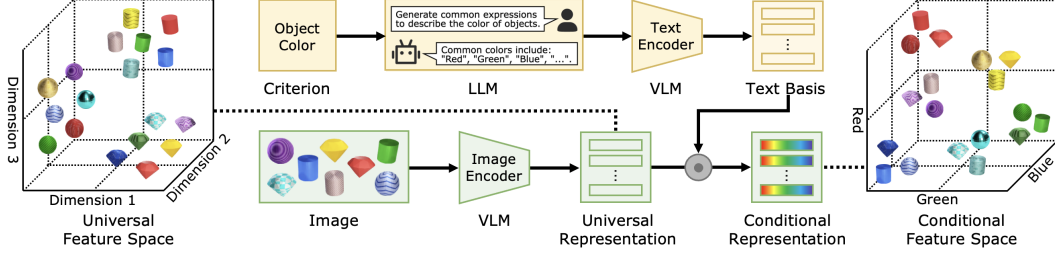 Dimension 3
Dimension 1
Dimension 2
Universal
Feature Space
Object
Color
Criterion
Generate common expressions
to describe the color of objects.
Common colors include:
"Red", "Green", "Blue", "...".
LLM
Text
Encoder
VLM
Text Basis
Image
Image
Encoder
VLM
Universal
Representation
Conditional
Representation
Red
Green
Blue
Conditional
Feature Space